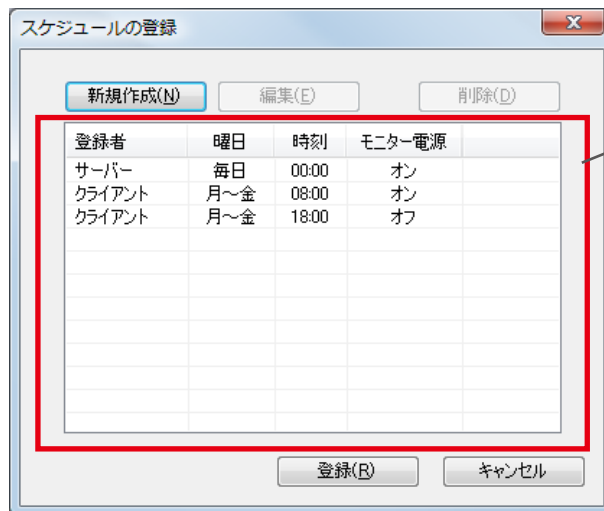 スケジュールの登録
新規作成(N) 編集(E) 削除(D)
登録者 曜日 時刻 モニター電源
サーバー 毎日 00:00 オン
クライアント 月～金 08:00 オン
クライアント 月～金 18:00 オフ
登録(R) キャンセル